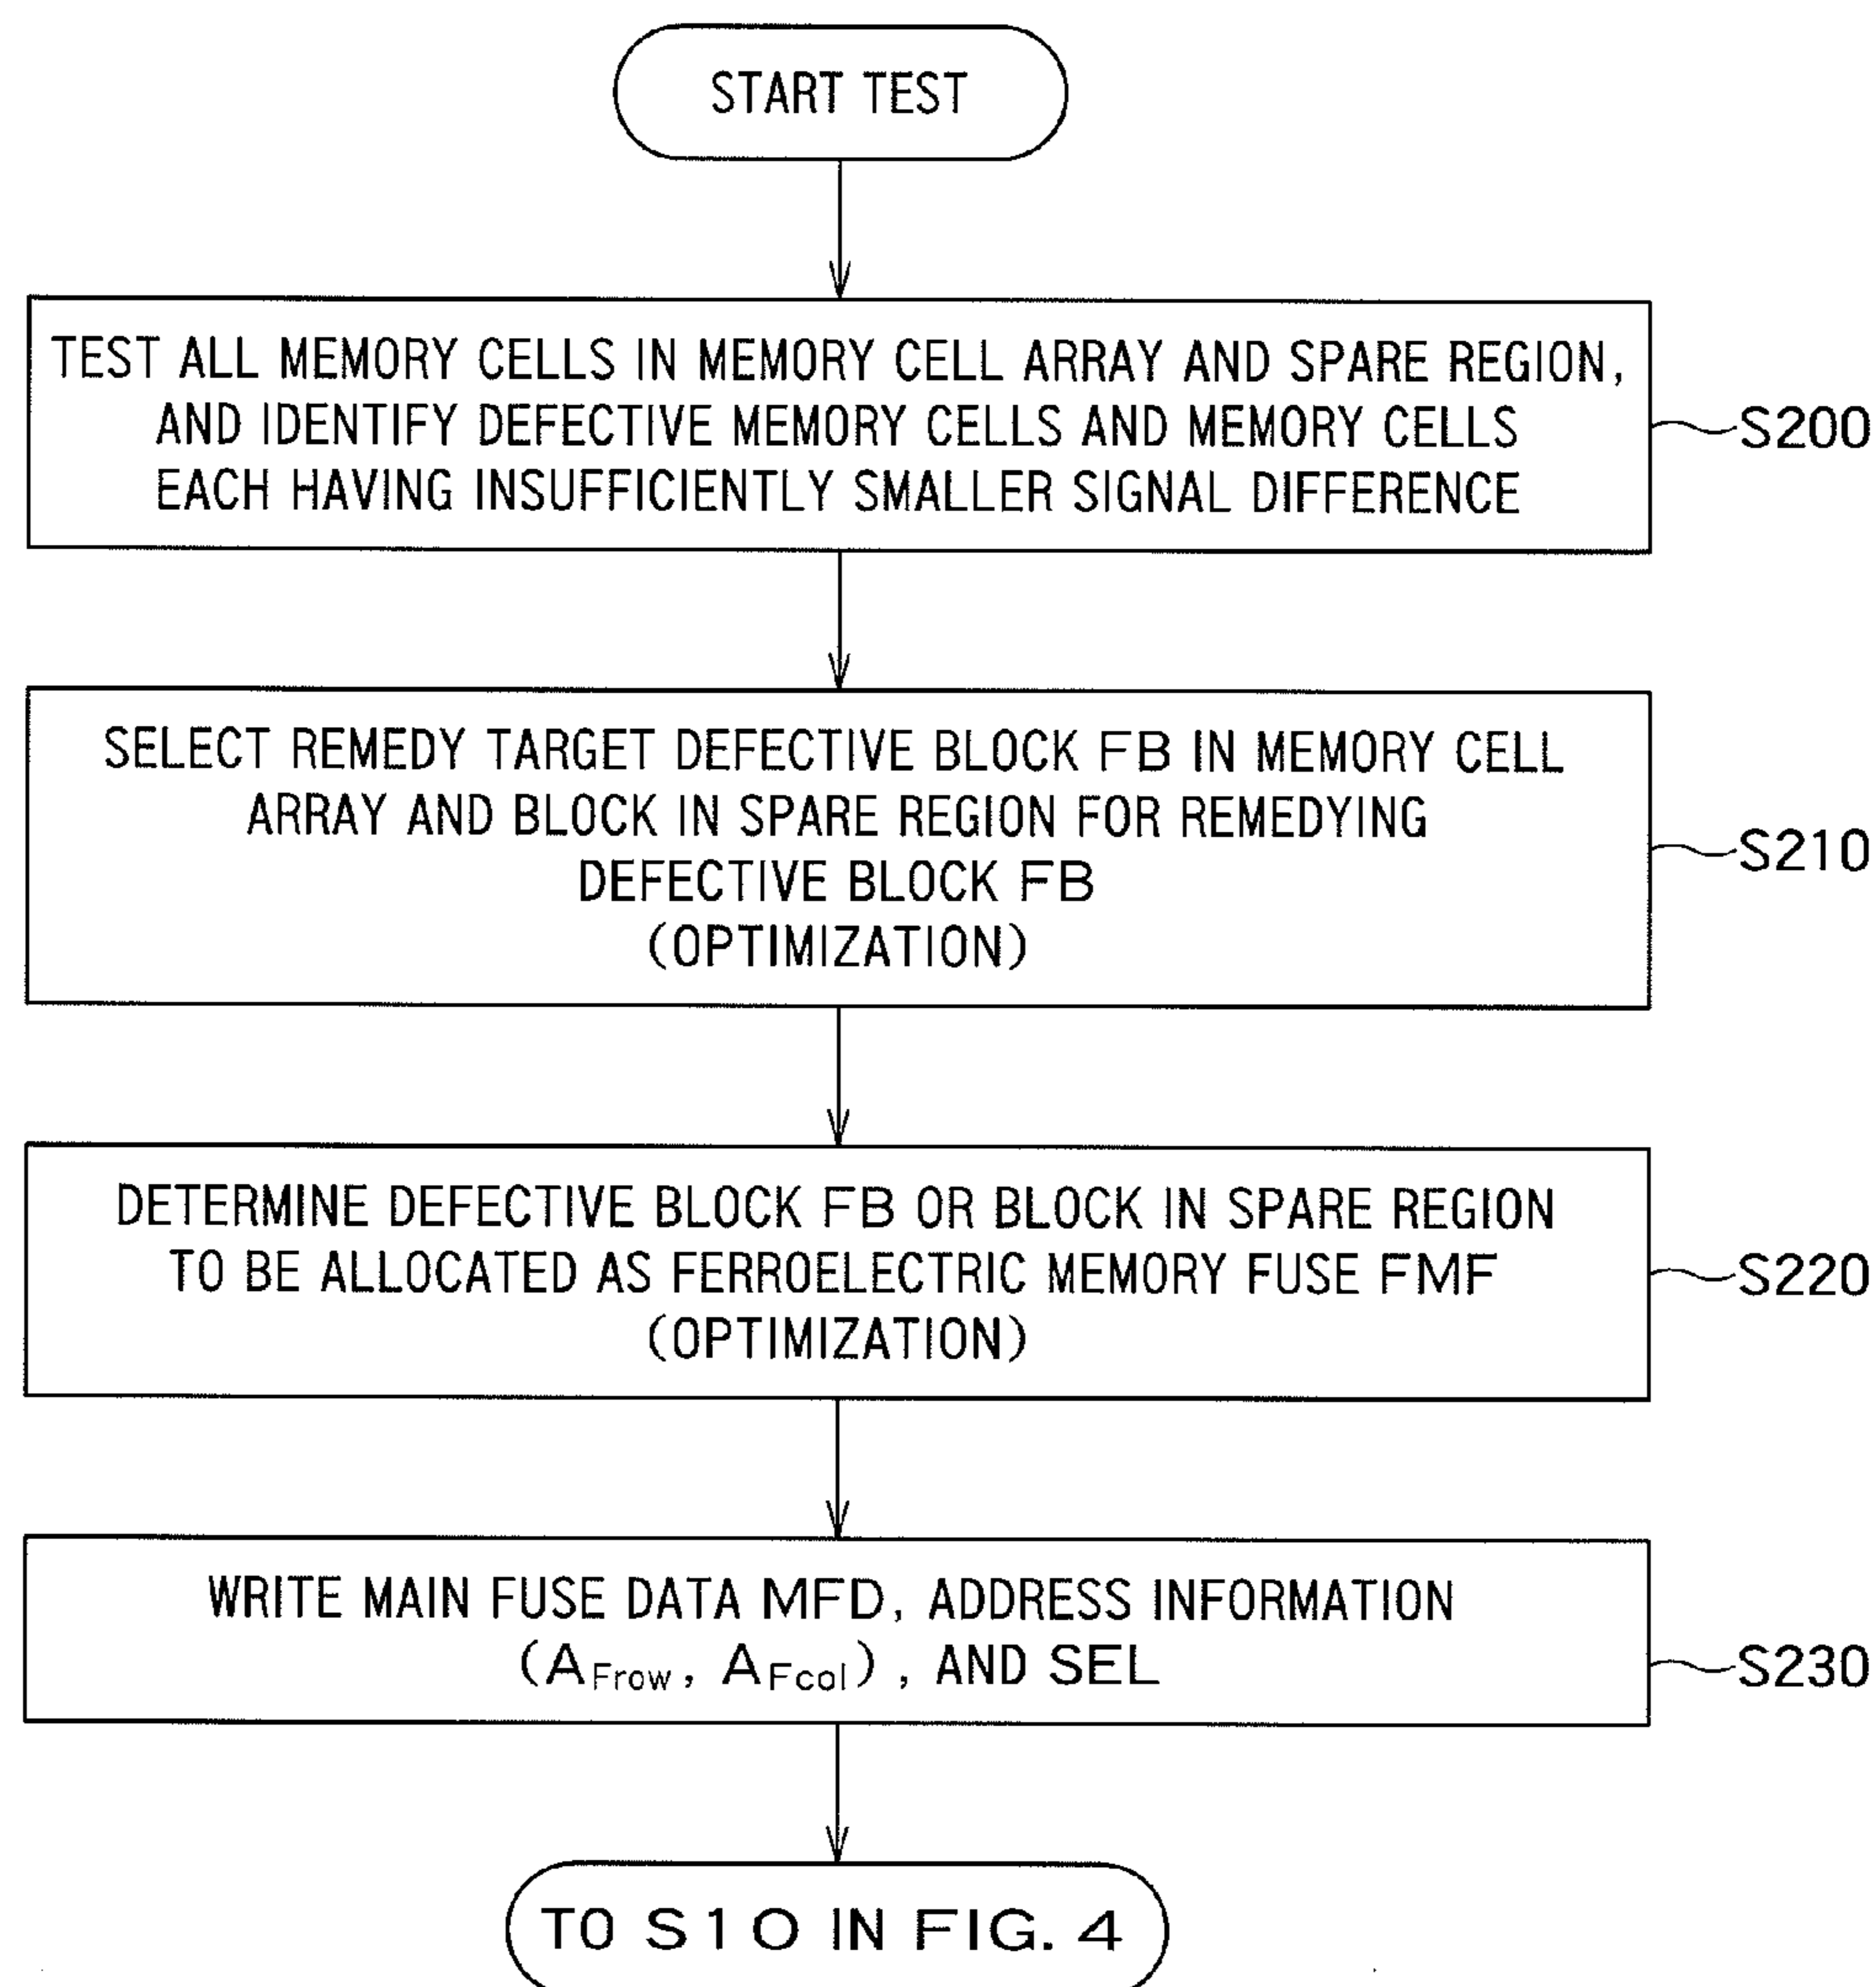 START TEST
TEST ALL MEMORY CELLS IN MEMORY CELL ARRAY AND SPARE REGION,
AND IDENTIFY DEFECTIVE MEMORY CELLS AND MEMORY CELLS
EACH HAVING INSUFFICIENTLY SMALLER SIGNAL DIFFERENCE
S200
SELECT REMEDY TARGET DEFECTIVE BLOCK FB IN MEMORY CELL
ARRAY AND BLOCK IN SPARE REGION FOR REMEDYING
DEFECTIVE BLOCK FB
(OPTIMIZATION)
S210
DETERMINE DEFECTIVE BLOCK FB OR BLOCK IN SPARE REGION
TO BE ALLOCATED AS FERROELECTRIC MEMORY FUSE FMF
(OPTIMIZATION)
S220
WRITE MAIN FUSE DATA MFD, ADDRESS INFORMATION
(AFrow, AFcol), AND SEL
S230
TO S10 IN FIG. 4